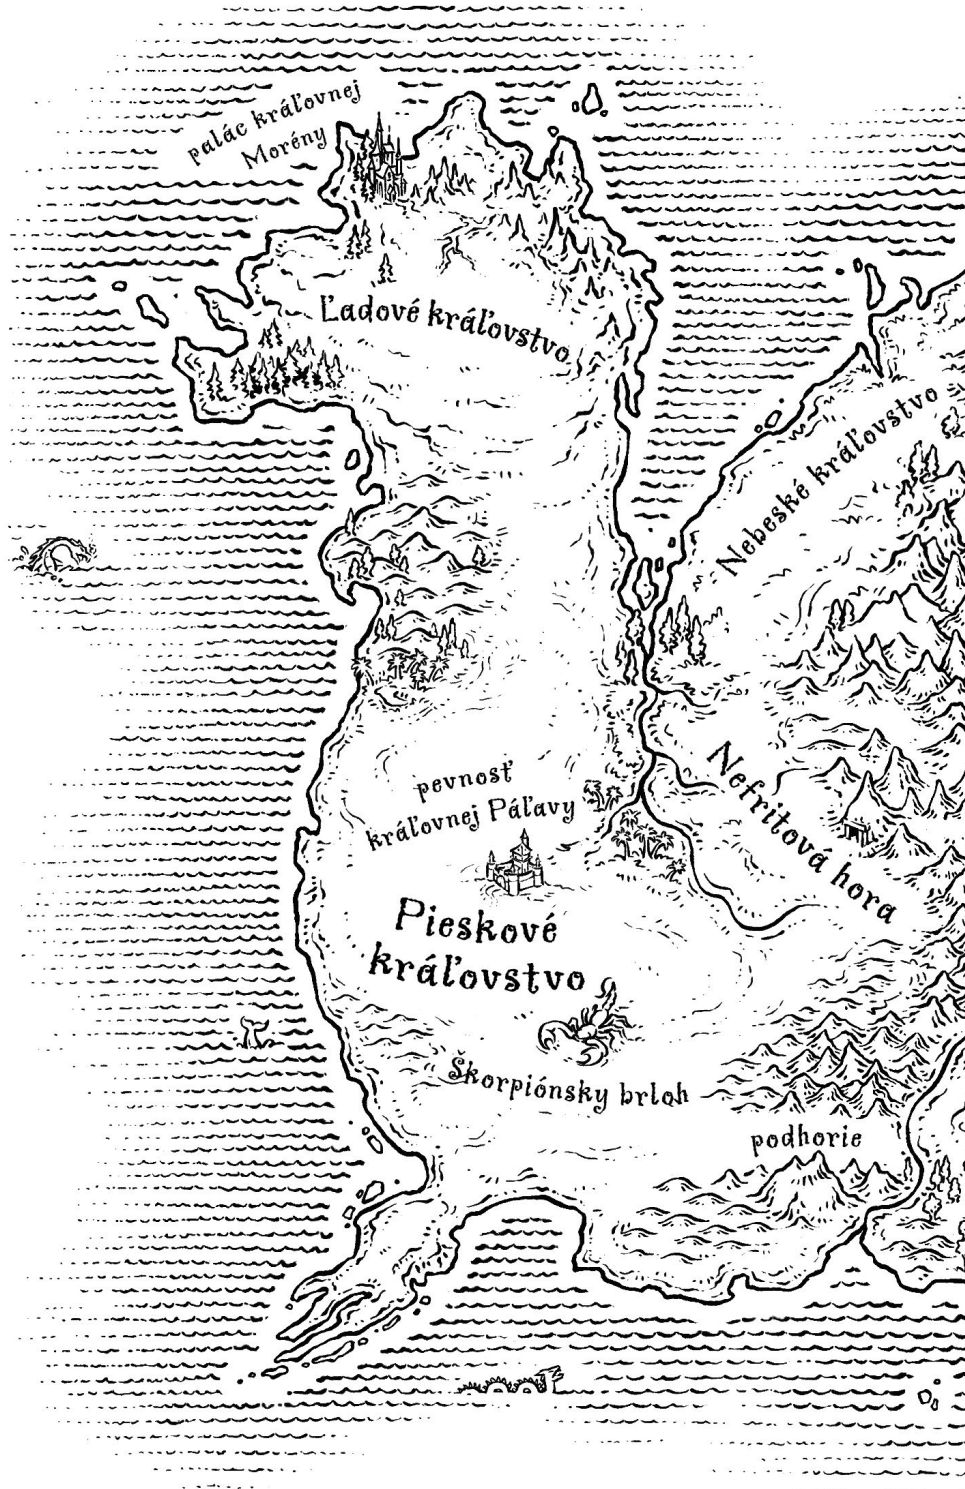 palác kráľovnej
Morény
Ľadové kráľovstvo
Nebeské kráľovstvo
pevnosť
kráľovnej Páľavy
Nefritová hora
Pieskové
kráľovstvo
Škorpiónsky brloh
podhorie